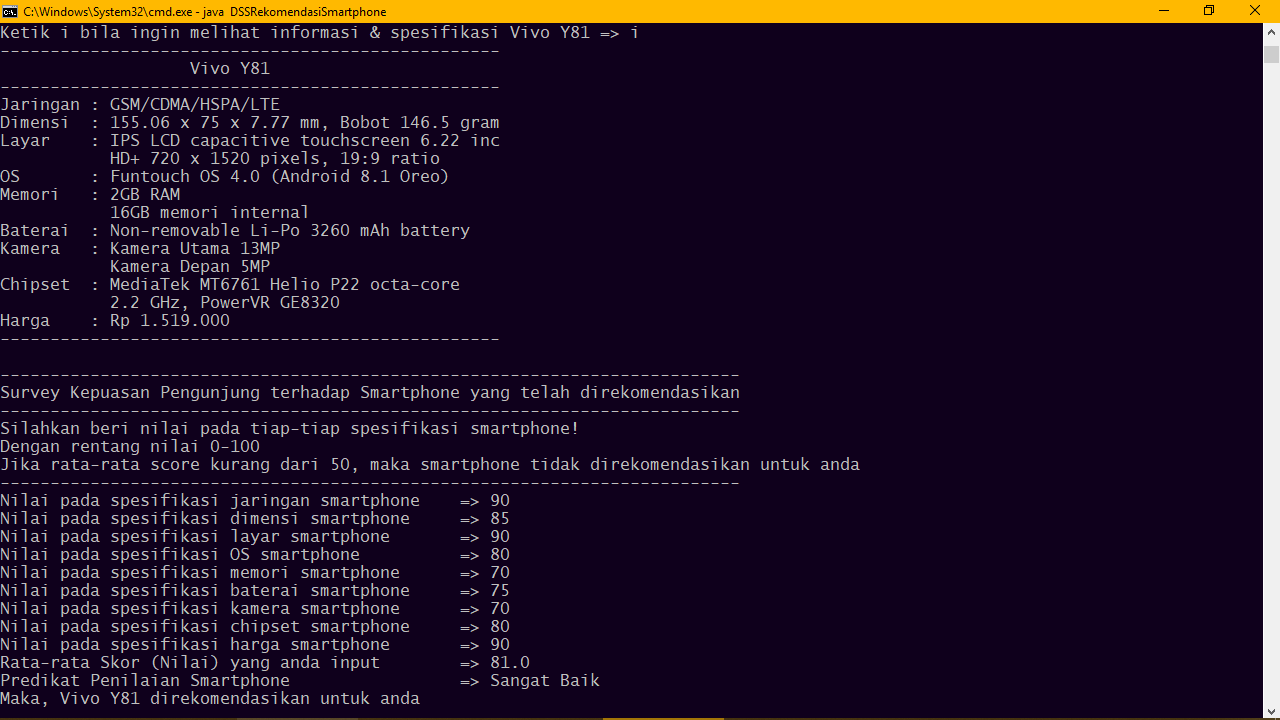 C:\Windows\System32\cmd.exe - java DSSRekomendasiSmartphone
Ketik i bila ingin melihat informasi & spesifikasi Vivo Y81 => i
--------------------------------------------------
Vivo Y81
--------------------------------------------------
Jaringan : GSM/CDMA/HSPA/LTE
Dimensi : 155.06 x 75 x 7.77 mm, Bobot 146.5 gram
Layar : IPS LCD capacitive touchscreen 6.22 inc
HD+ 720 x 1520 pixels, 19:9 ratio
OS : Funtouch OS 4.0 (Android 8.1 Oreo)
Memori : 2GB RAM
16GB memori internal
Baterai : Non-removable Li-Po 3260 mAh battery
Kamera : Kamera Utama 13MP
Kamera Depan 5MP
Chipset : MediaTek MT6761 Helio P22 octa-core
2.2 GHz, PowerVR GE8320
Harga : Rp 1.519.000
--------------------------------------------------
--------------------------------------------------------------------------
Survey Kepuasan Pengunjung terhadap Smartphone yang telah direkomendasikan
--------------------------------------------------------------------------
Silahkan beri nilai pada tiap-tiap spesifikasi smartphone!
Dengan rentang nilai 0-100
Jika rata-rata score kurang dari 50, maka smartphone tidak direkomendasikan untuk anda
--------------------------------------------------------------------------
Nilai pada spesifikasi jaringan smartphone => 90
Nilai pada spesifikasi dimensi smartphone => 85
Nilai pada spesifikasi layar smartphone => 90
Nilai pada spesifikasi OS smartphone => 80
Nilai pada spesifikasi memori smartphone => 70
Nilai pada spesifikasi baterai smartphone => 75
Nilai pada spesifikasi kamera smartphone => 70
Nilai pada spesifikasi chipset smartphone => 80
Nilai pada spesifikasi harga smartphone => 90
Rata-rata Skor (Nilai) yang anda input => 81.0
Predikat Penilaian Smartphone => Sangat Baik
Maka, Vivo Y81 direkomendasikan untuk anda